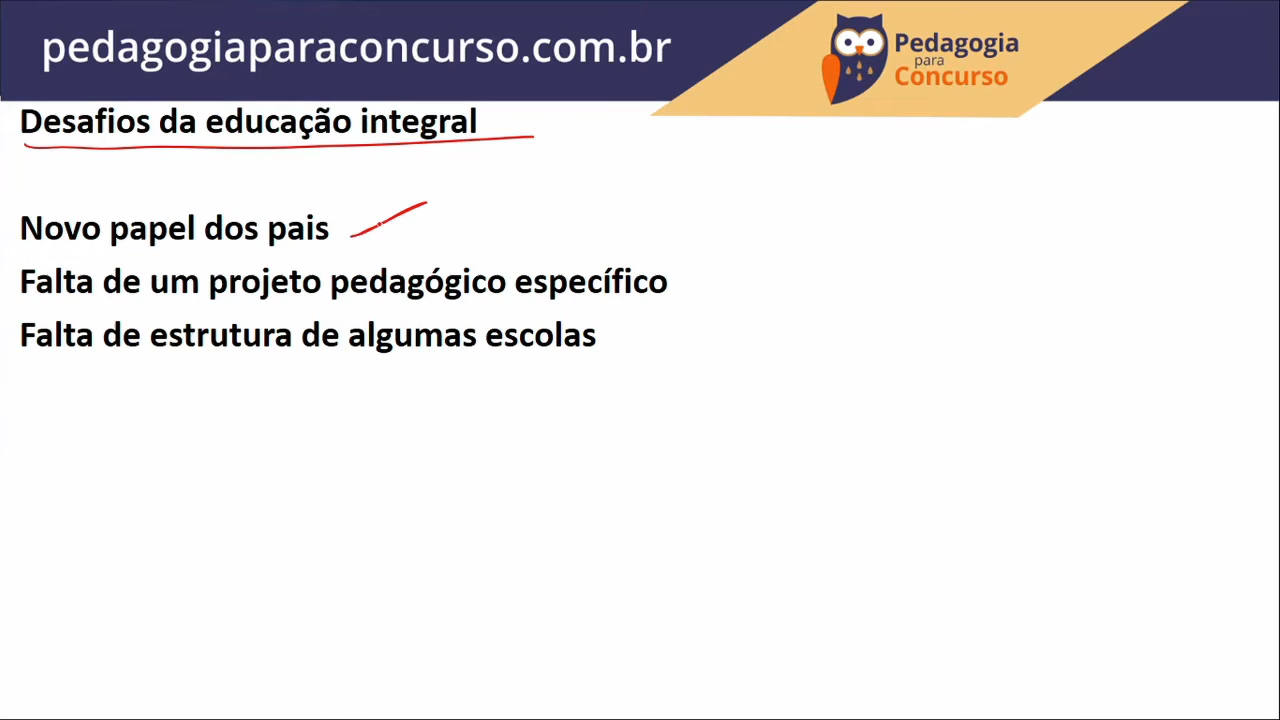 pedagogiaparaconcurso.com.br
Pedagogia
para
Concurso
Desafios da educação integral
Novo papel dos pais
Falta de um projeto pedagógico específico
Falta de estrutura de algumas escolas